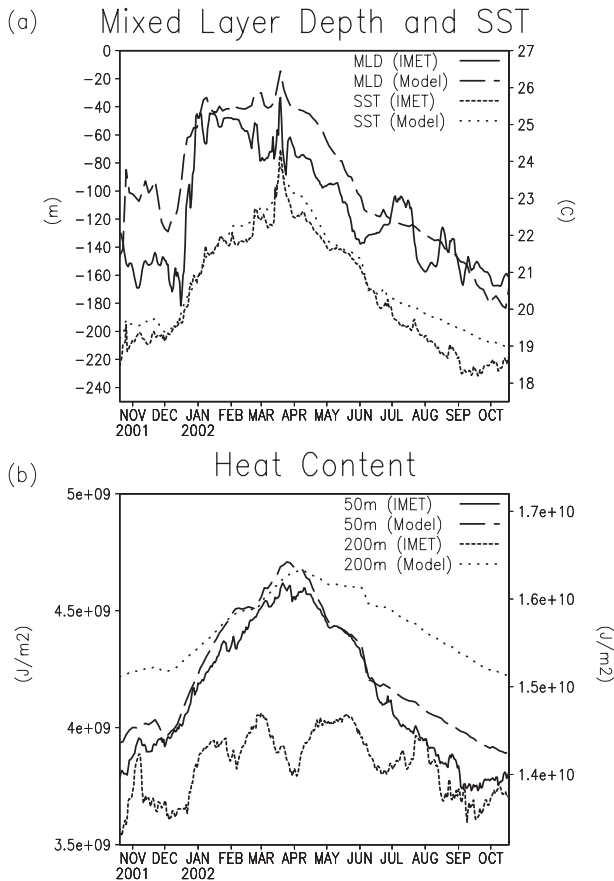 (a)
Mixed Layer Depth and SST
MLD (IMET)
MLD (Model)
SST (IMET)
SST (Model)
0
-20
-40
-60
-80
-100
-120
-140
-160
-180
-200
-220
-240
(m)
27
26
25
24
23
22
21
20
19
18
(C)
NOV DEC JAN FEB MAR APR MAY JUN JUL AUG SEP OCT
2001 2002
(b)
Heat Content
50m (IMET)
50m (Model)
200m (IMET)
200m (Model)
5e+09
4.5e+09
4e+09
3.5e+09
(J/m2)
1.7e+10
1.6e+10
1.5e+10
1.4e+10
(J/m2)
NOV DEC JAN FEB MAR APR MAY JUN JUL AUG SEP OCT
2001 2002